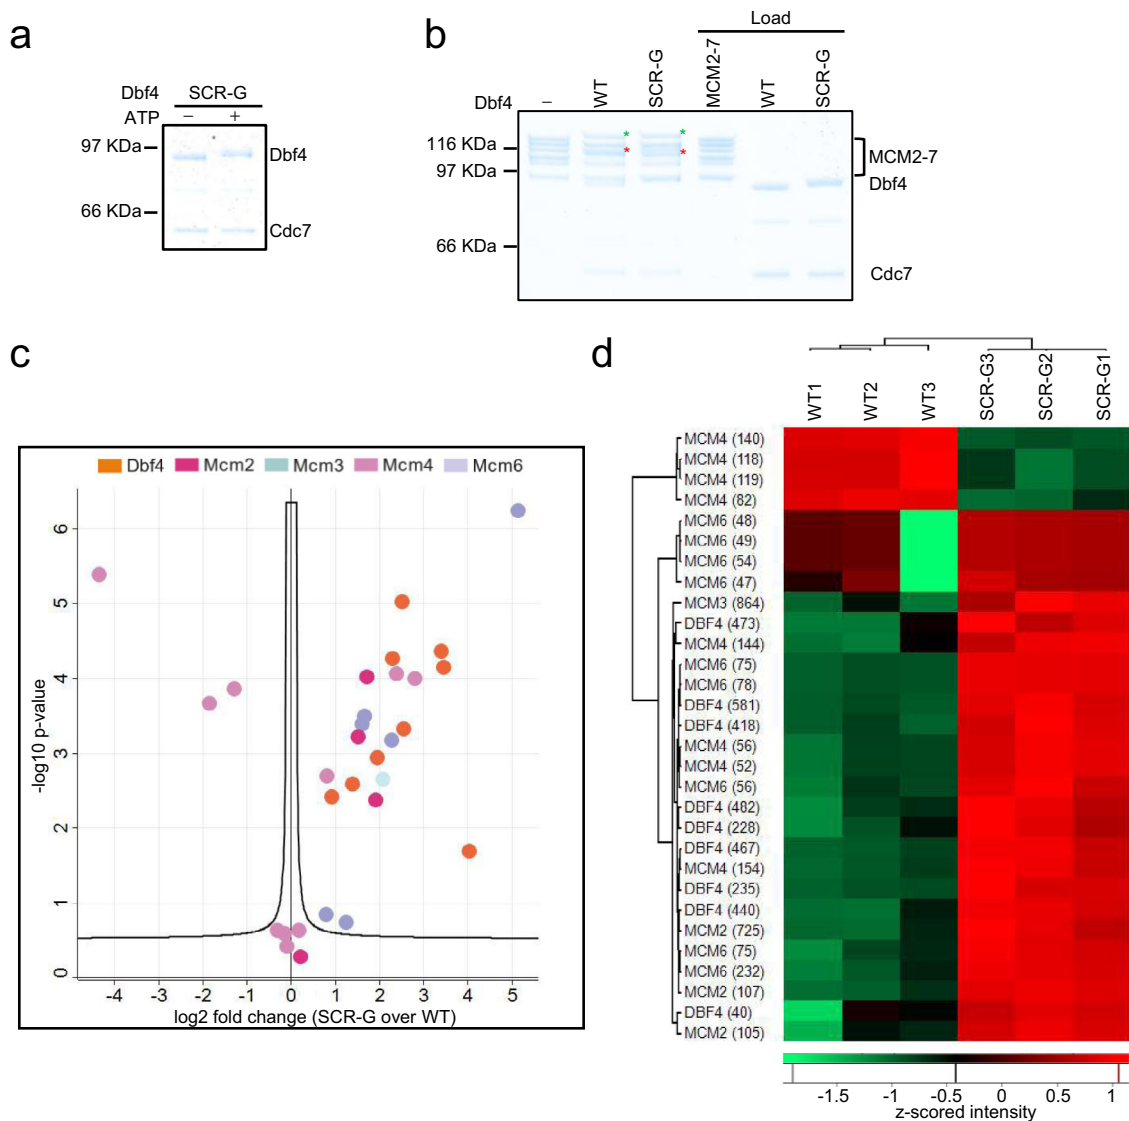 a
Dbf4 SCR-G
ATP – +
97 KDa
Dbf4
66 KDa
Cdc7
b
Load
Dbf4 – WT SCR-G MCM2-7 WT SCR-G
* *
116 KDa
* *
MCM2-7
97 KDa
Dbf4
66 KDa
Cdc7
c
Dbf4 Mcm2 Mcm3 Mcm4 Mcm6
-log10 p-value
6
5
4
3
2
1
0
-4 -3 -2 -1 0 1 2 3 4 5
log2 fold change (SCR-G over WT)
d
WT1 WT2 WT3 SCR-G3 SCR-G2 SCR-G1
MCM4 (140)
MCM4 (118)
MCM4 (119)
MCM4 (82)
MCM6 (48)
MCM6 (49)
MCM6 (54)
MCM6 (47)
MCM3 (864)
DBF4 (473)
MCM4 (144)
MCM6 (75)
MCM6 (78)
DBF4 (581)
DBF4 (418)
MCM4 (56)
MCM4 (52)
MCM6 (56)
DBF4 (482)
DBF4 (228)
DBF4 (467)
MCM4 (154)
DBF4 (235)
DBF4 (440)
MCM2 (725)
MCM6 (75)
MCM6 (232)
MCM2 (107)
DBF4 (40)
MCM2 (105)
-1.5 -1 -0.5 0 0.5 1
z-scored intensity